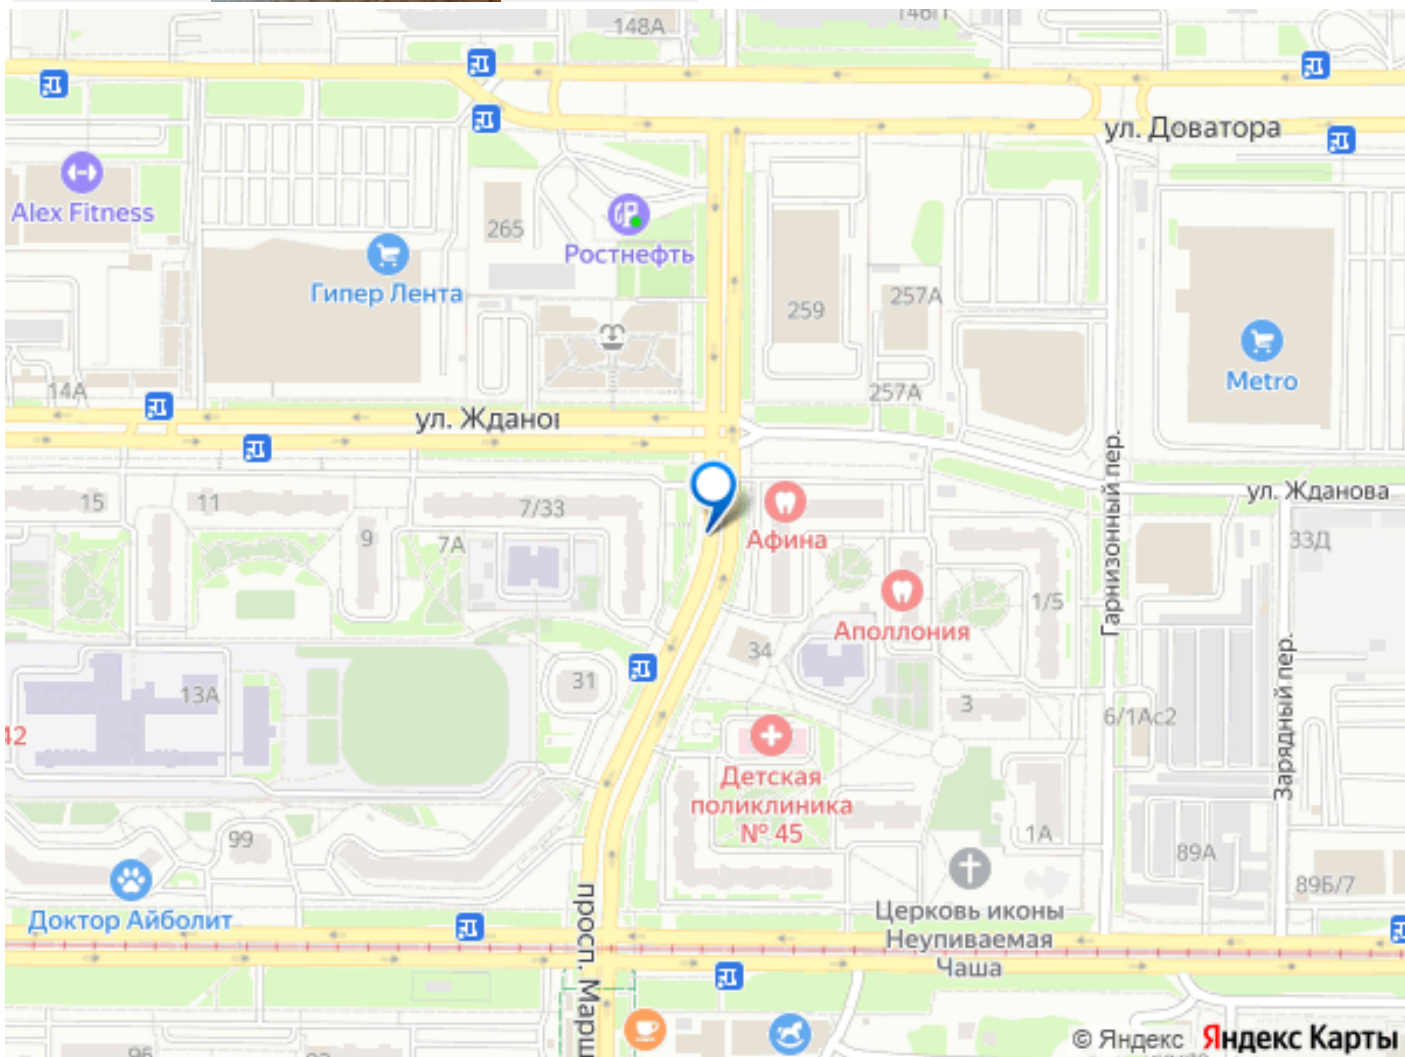 148А
ул. Доватора
Alex Fitness
265
Ростнефть
Гипер Лента
259
257А
Metro
14А
257А
ул. Ждано
ул. Жданова
Гарнизонный пер.
15
11
7/33
9
7А
Афина
33Д
Аполлония
1/5
34
31
13А
3
6/1Ас2
Зарядный пер.
42
Детская
поликлиника
№ 45
99
1А
89А
89Б/7
Доктор Айболит
Церковь иконы
Неупиваемая
Чаша
просп. Марш
© Яндекс Яндекс Карты